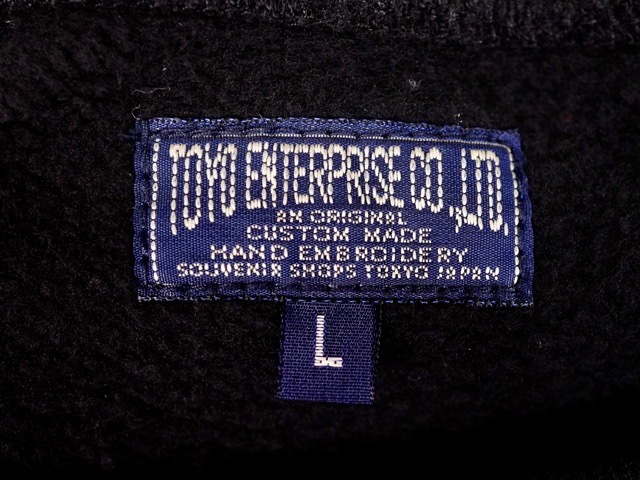 TOYO ENTERPRISE CO., LTD.
AN ORIGINAL
CUSTOM MADE
HAND EMBROIDERY
SOUVENIR SHOPS TOKYO JAPAN
L